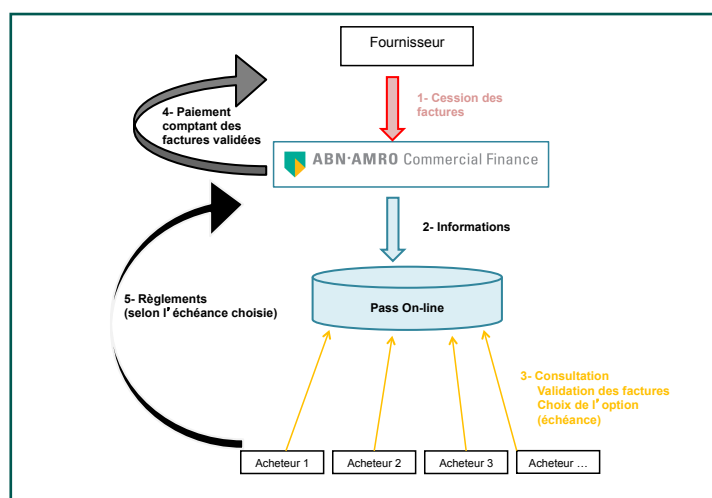 Fournisseur
1- Cession des
factures
4- Paiement
comptant des
factures validées
ABN·AMRO Commercial Finance
2- Informations
5- Règlements
(selon l'échéance choisie)
Pass On-line
3- Consultation
Validation des factures
Choix de l'option
(échéance)
Acheteur 1
Acheteur 2
Acheteur 3
Acheteur ...